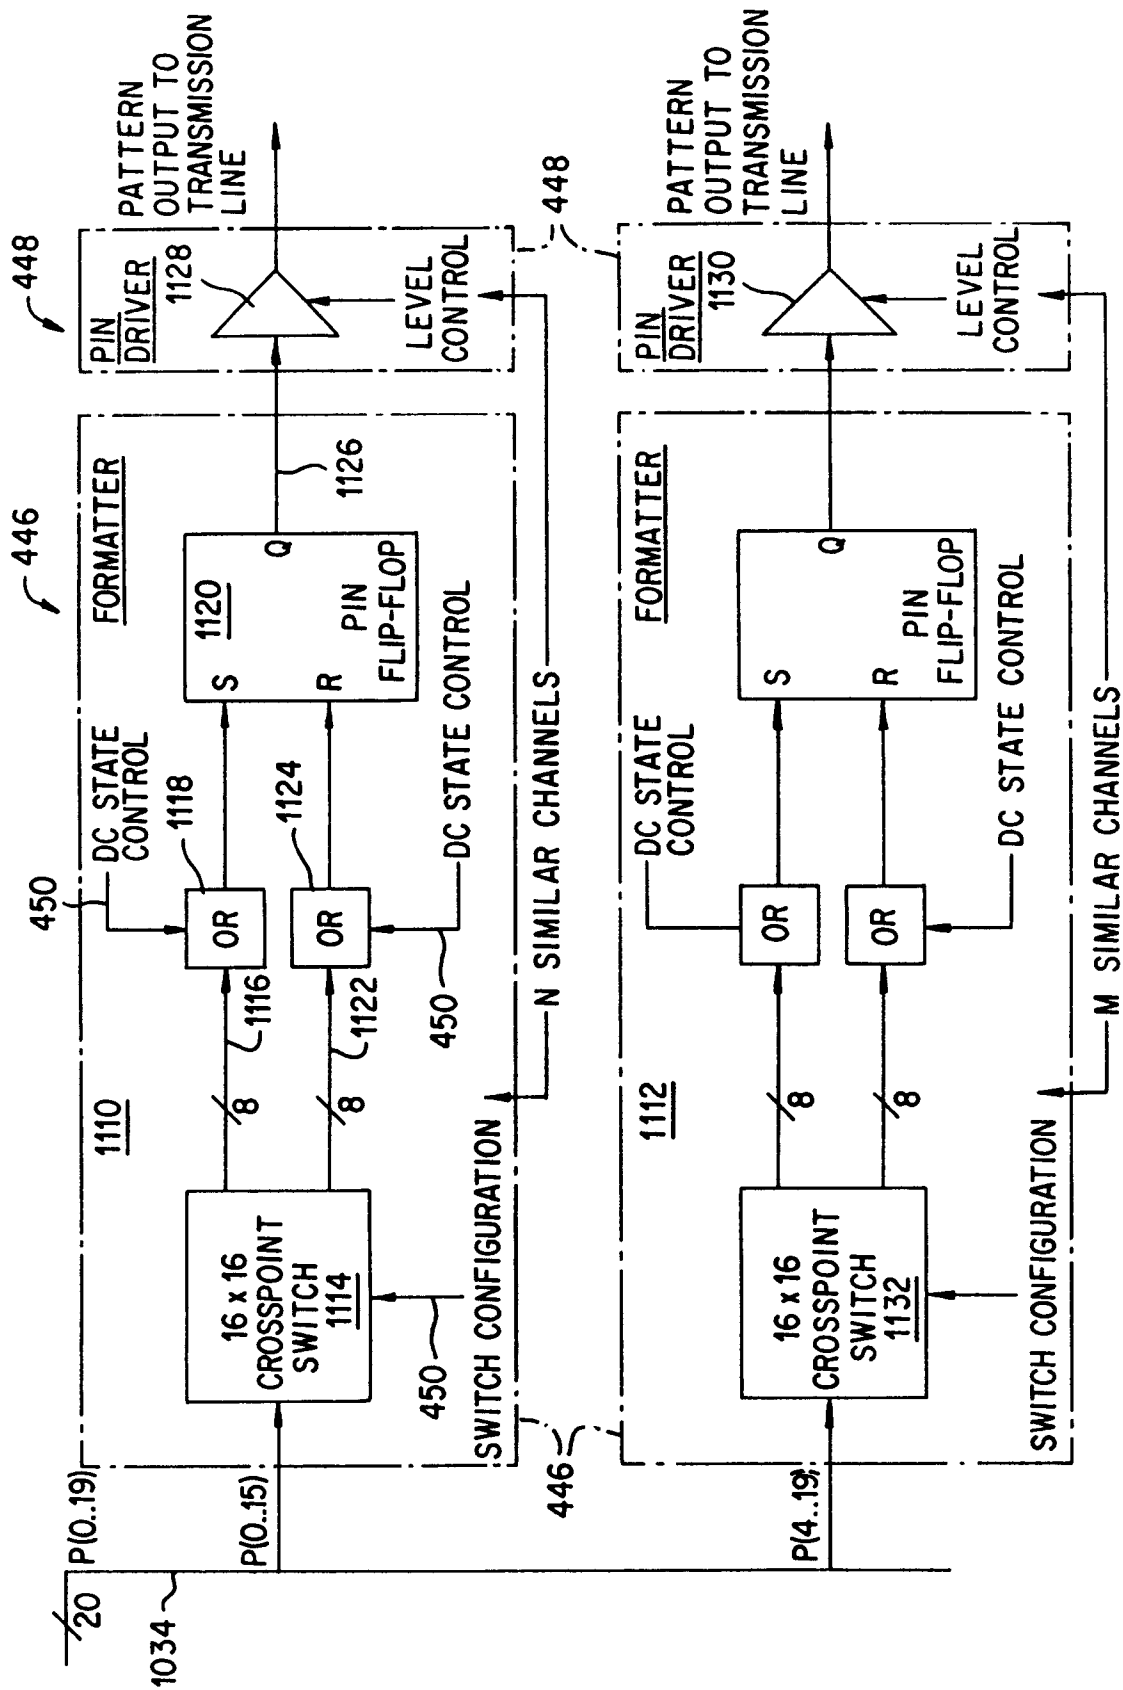 446
448
FORMATTER
1110
450
DC STATE
CONTROL
1118
1116
8
OR
16 x 16
CROSSPOINT
SWITCH
1114
1120
S
R
Q
PIN
FLIP-FLOP
1126
1124
OR
1122
8
450
450
DC STATE CONTROL
SWITCH CONFIGURATION
PIN
DRIVER
1128
LEVEL
CONTROL
PATTERN
OUTPUT TO
TRANSMISSION
LINE
20
P(0..19)
1034
P(0..15)
446
N SIMILAR CHANNELS
448
FORMATTER
1112
DC STATE
CONTROL
8
OR
16 x 16
CROSSPOINT
SWITCH
1132
8
OR
S
R
Q
PIN
FLIP-FLOP
DC STATE CONTROL
SWITCH CONFIGURATION
PIN
DRIVER
1130
LEVEL
CONTROL
PATTERN
OUTPUT TO
TRANSMISSION
LINE
P(4..19)
M SIMILAR CHANNELS